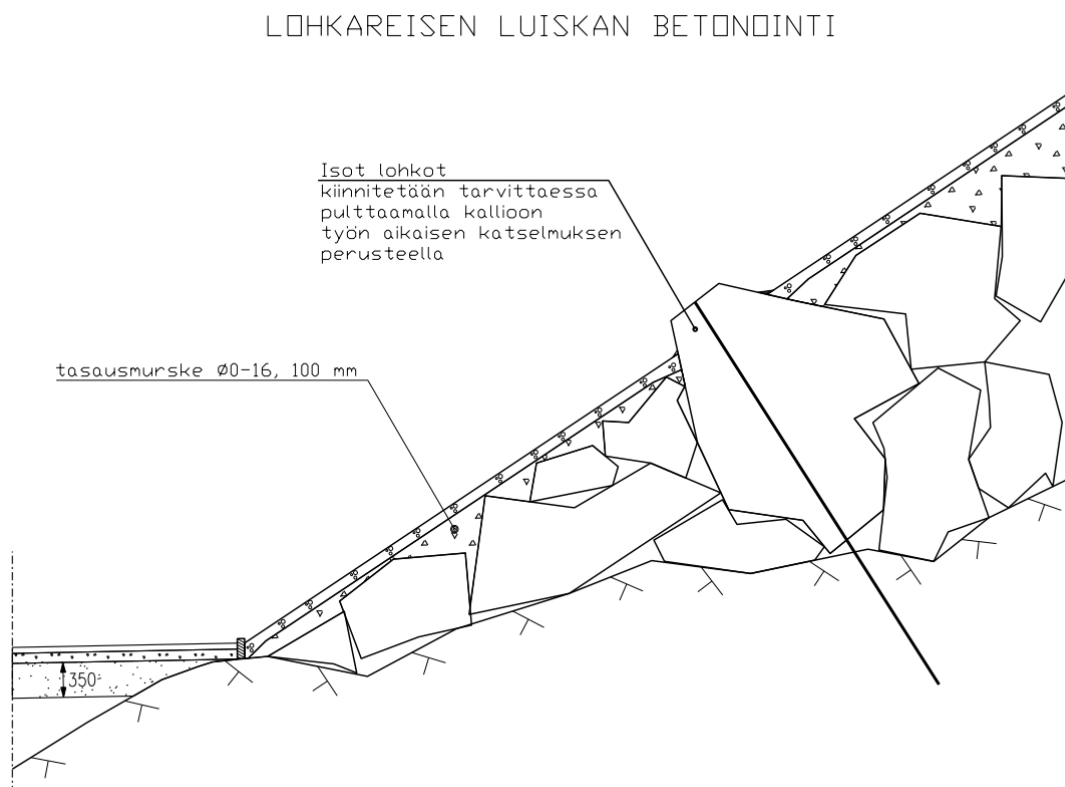 LOHKAREISEN LUISKAN BETONOINTI
Isot lohkot
kiinnitetään tarvittaessa
pulttaamalla kallioon
työn aikaisen katselmuksen
perusteella
tasausmurske Ø0-16, 100 mm
350